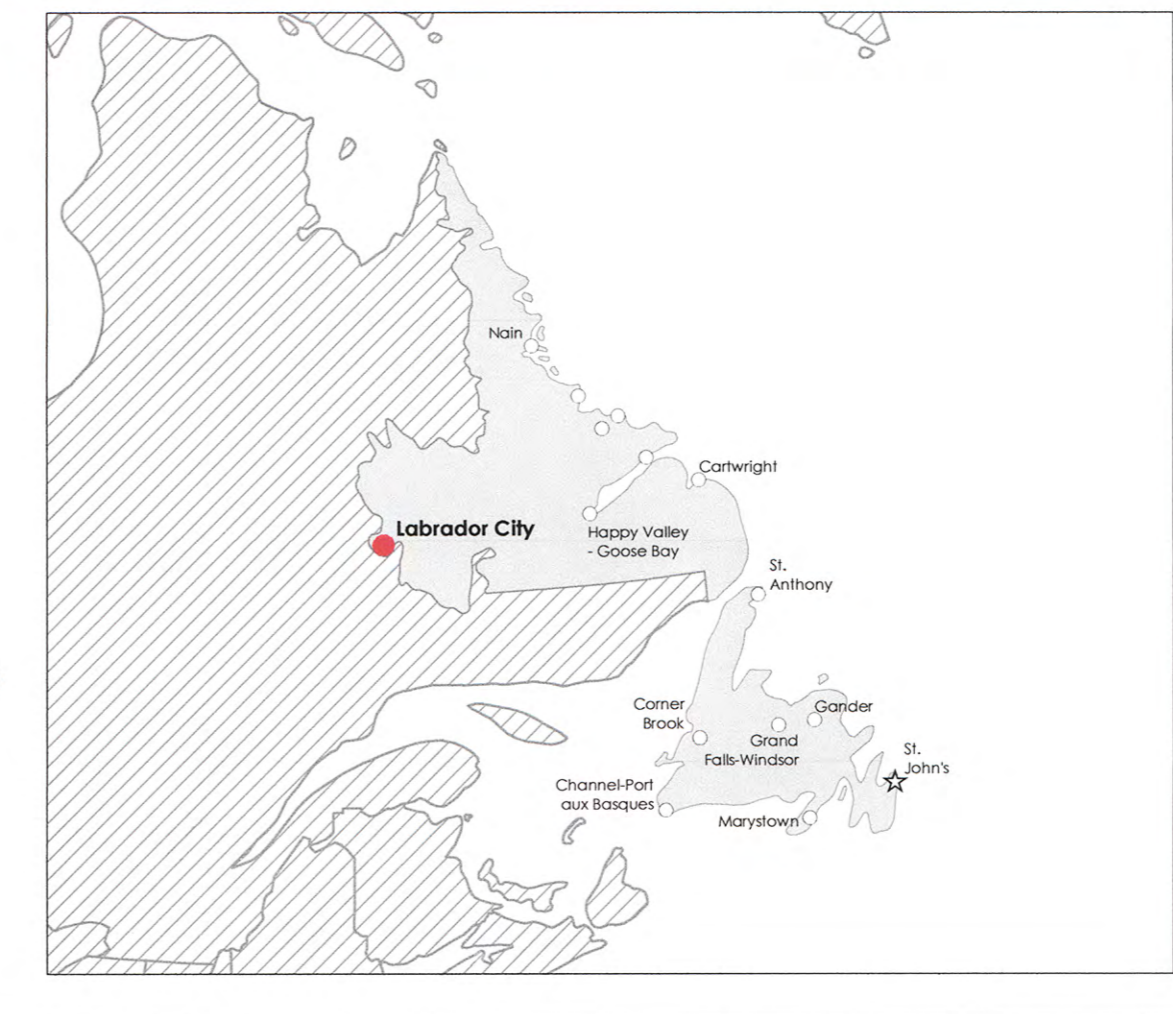 Nain
Cartwright
Labrador City
Happy Valley
- Goose Bay
St.
Anthony
Corner
Brook
Gander
Grand
Falls-Windsor
St.
John's
Channel-Port
aux Basques
Marystown